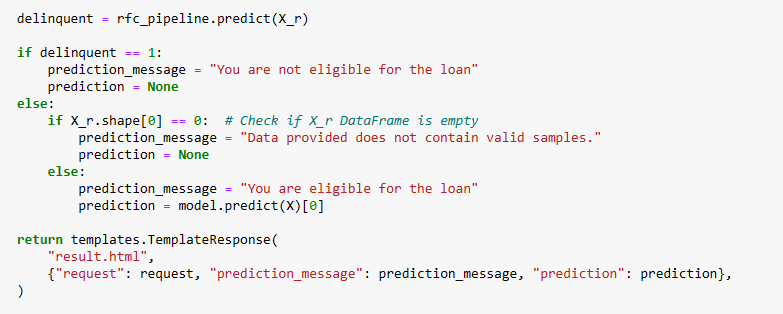 delinquent = rfc_pipeline.predict(X_r)
if delinquent == 1:
    prediction_message = "You are not eligible for the loan"
    prediction = None
else:
    if X_r.shape[0] == 0:  # Check if X_r DataFrame is empty
        prediction_message = "Data provided does not contain valid samples."
        prediction = None
    else:
        prediction_message = "You are eligible for the loan"
        prediction = model.predict(X)[0]
return templates.TemplateResponse(
    "result.html",
    {"request": request, "prediction_message": prediction_message, "prediction": prediction},
)